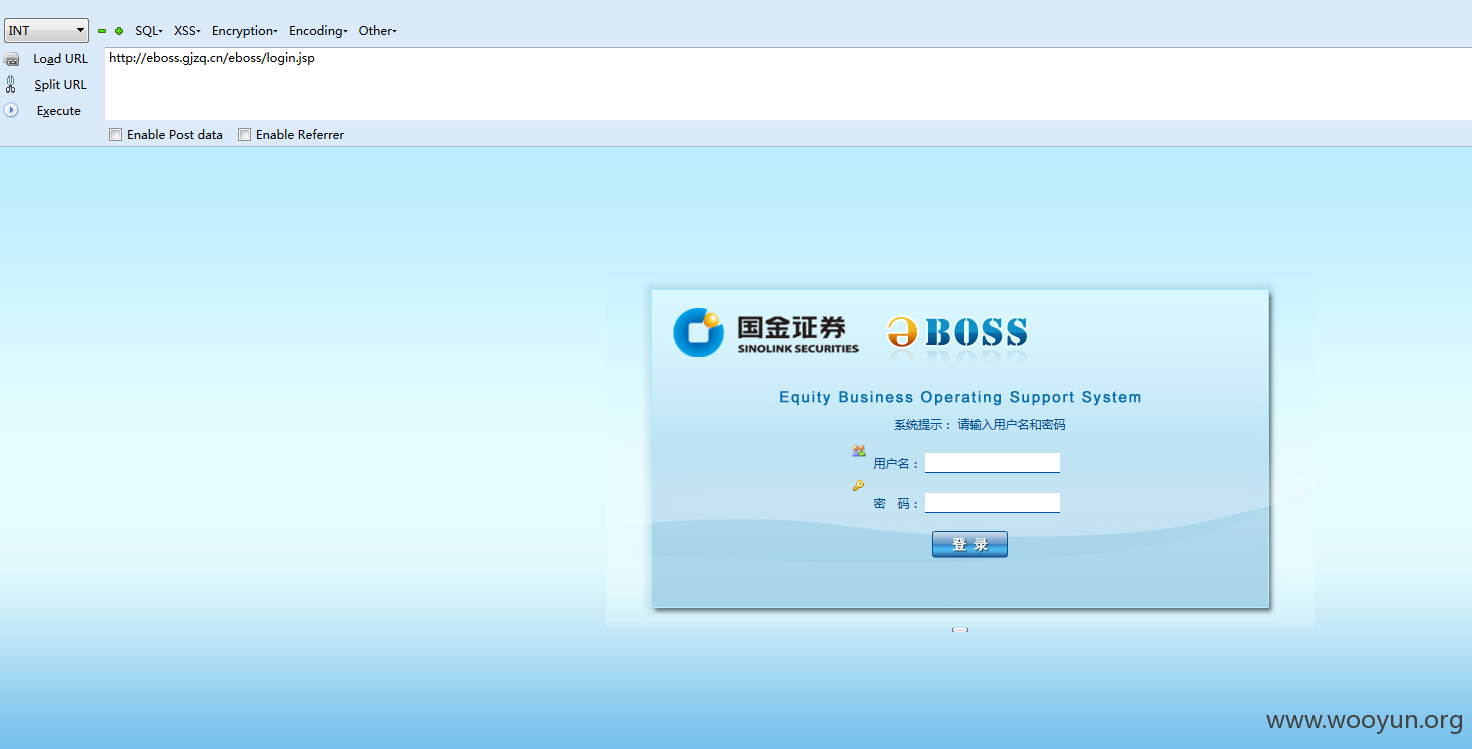 INT SQL XSS Encryption Encoding Other
Load URL http://eboss.gjzq.cn/eboss/login.jsp
Split URL
Execute
Enable Post data Enable Referrer
国金证券 BOSS
SINOLINK SECURITIES
Equity Business Operating Support System
系统提示：请输入用户名和密码
用户名：
密 码：
登 录
www.wooyun.org